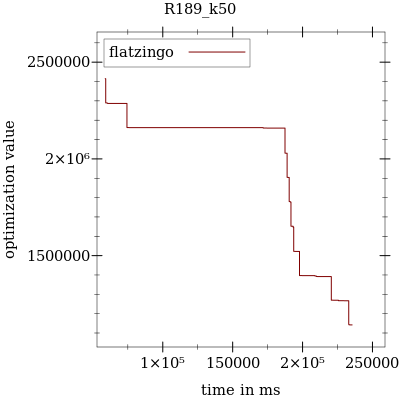 R189_k50
flatzingo
2500000
2×10⁶
1500000
optimization value
1×10⁵ 150000 2×10⁵ 250000
time in ms